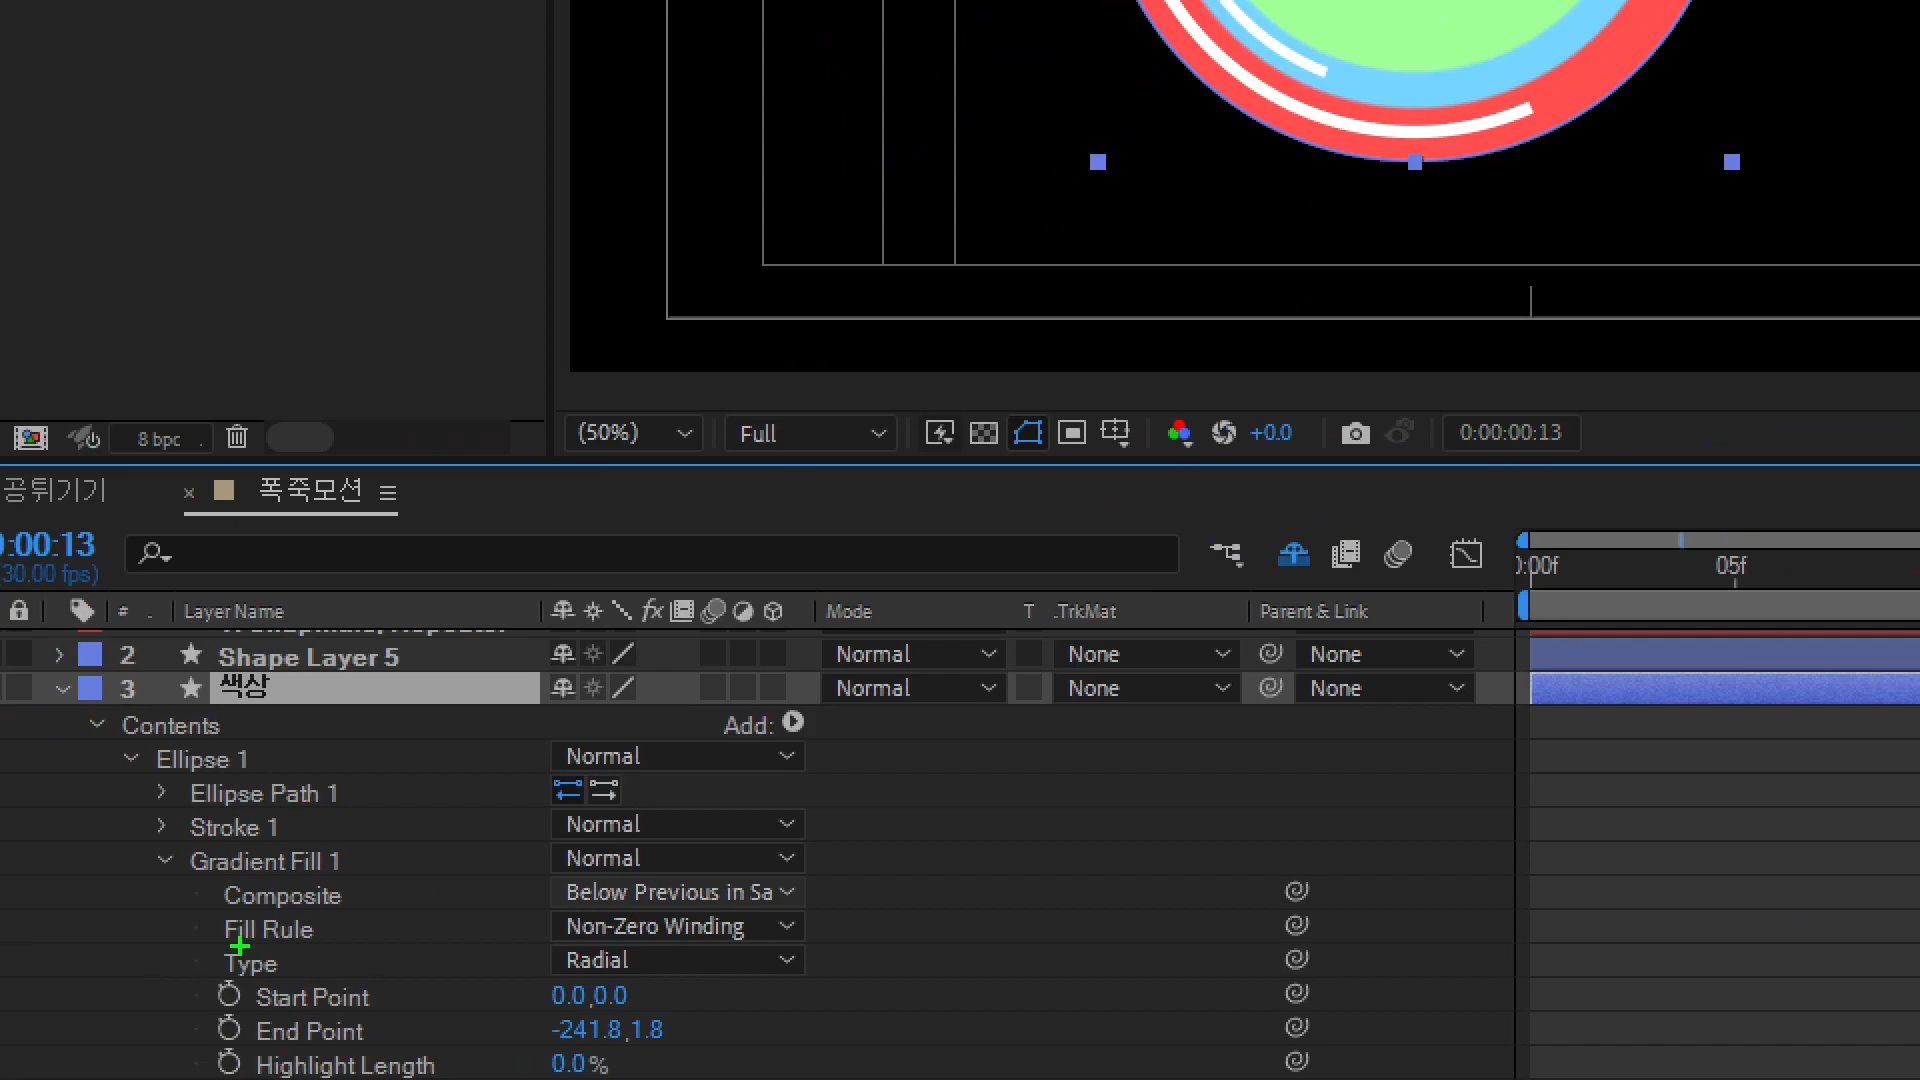 8 bpc
(50%)
Full
+0.0
0:00:00:13
공튀기기
× 폭죽모션
:00:13
30.00 fps)
:00f
05f
# Layer Name
fx
Mode
T .TrkMat
Parent & Link
2 Shape Layer 5 Normal None None
3 색상 Normal None None
Contents Add:
Ellipse 1 Normal
Ellipse Path 1
Stroke 1 Normal
Gradient Fill 1 Normal
Composite Below Previous in Sa
Fill Rule Non-Zero Winding
Type Radial
Start Point 0.0,0.0
End Point -241.8,1.8
Highlight Length 0.0%